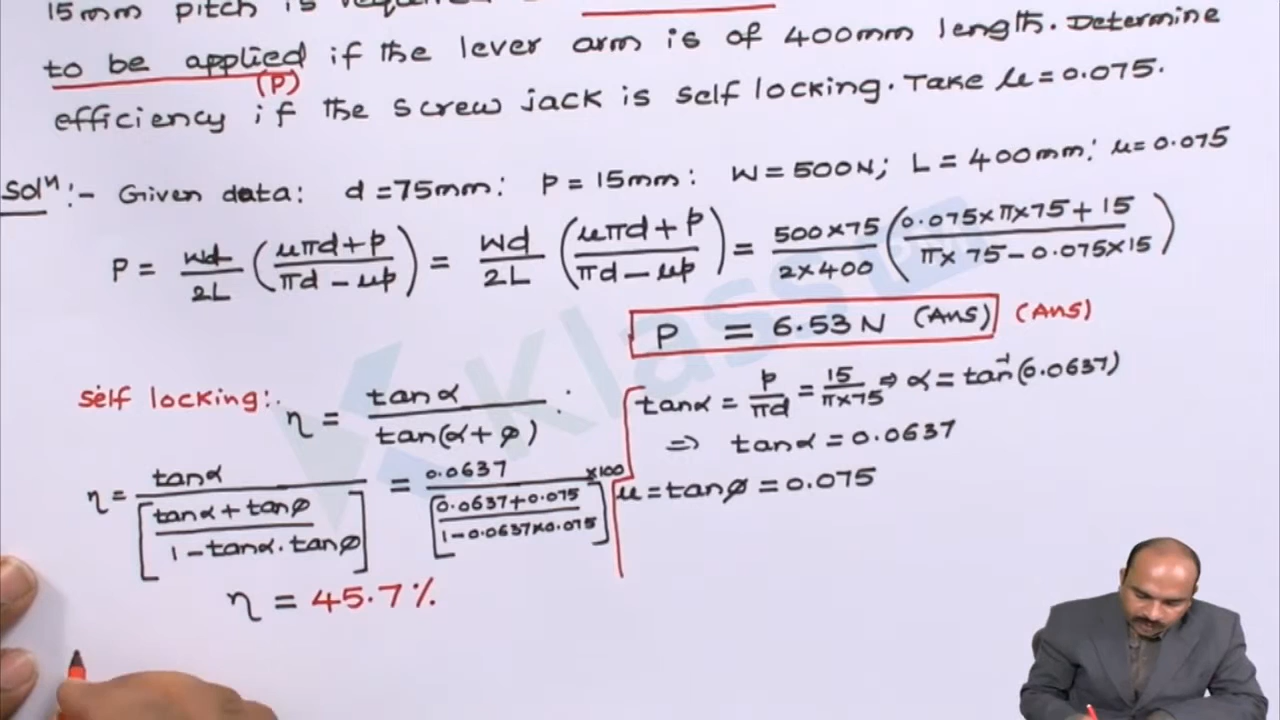 15mm pitch is required
to be applied if the lever arm is of 400mm length. Determine
(P)
efficiency if the screw jack is self locking. Take μ=0.075.
Solⁿ:- Given data: d=75mm: p=15mm: W=500N; L=400mm: μ=0.075
P = Wd/2L (μπd+p / πd-μp) = Wd/2L (μπd+p / πd-μp) = 500×75/2×400 (0.075×π×75+15 / π×75-0.075×15)
P = 6.53N (Ans) (Ans)
self locking:. η = tanα / tan(α+φ)
tanα = p/πd = 15/π×75 ⇒ α = tan⁻¹(0.0637)
⇒ tanα = 0.0637
μ = tanφ = 0.075
η = tanα / [tanα+tanφ / 1-tanα.tanφ] = 0.0637 / [0.0637+0.075 / 1-0.0637×0.075] ×100
η = 45.7%
Klass